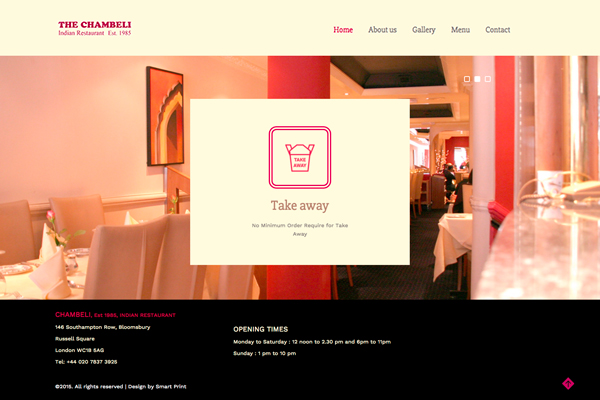 THE CHAMBELI
Indian Restaurant Est. 1985
Home About us Gallery Menu Contact
TAKE
AWAY
Take away
No Minimum Order Require for Take
Away
CHAMBELI, Est 1986, INDIAN RESTAURANT
146 Southampton Row, Bloomsbury
Russell Square
London WC1B 5AG
Tel: +44 020 7837 3925
OPENING TIMES
Monday to Saturday : 12 noon to 2.30 pm and 6pm to 11pm
Sunday : 1 pm to 10 pm
©2015. All rights reserved | Design by Smart Print